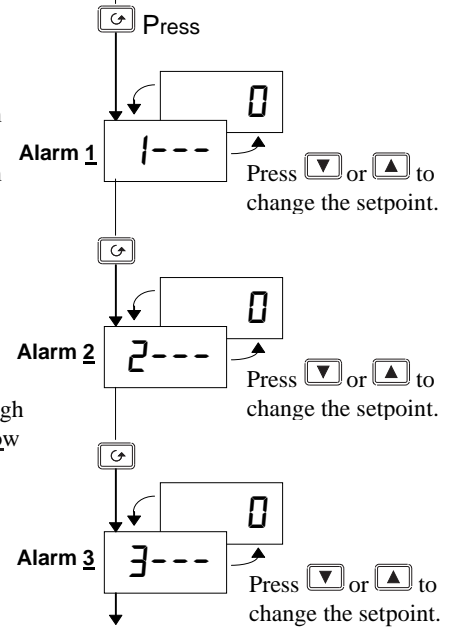 Press
0
Alarm 1
1---
Press ▼ or ▲ to
change the setpoint.
0
Alarm 2
2---
Press ▼ or ▲ to
change the setpoint.
0
Alarm 3
3---
Press ▼ or ▲ to
change the setpoint.